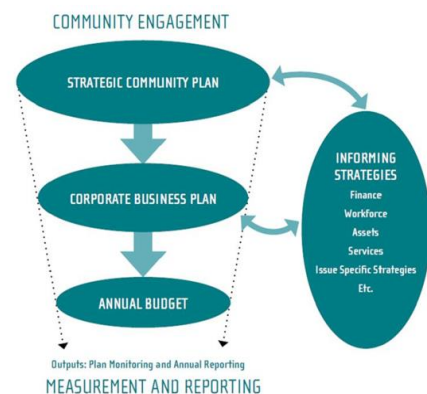 COMMUNITY ENGAGEMENT
STRATEGIC COMMUNITY PLAN
CORPORATE BUSINESS PLAN
ANNUAL BUDGET
INFORMING
STRATEGIES
Finance
Workforce
Assets
Services
Issue Specific Strategies
Etc.
Outputs: Plan Monitoring and Annual Reporting
MEASUREMENT AND REPORTING